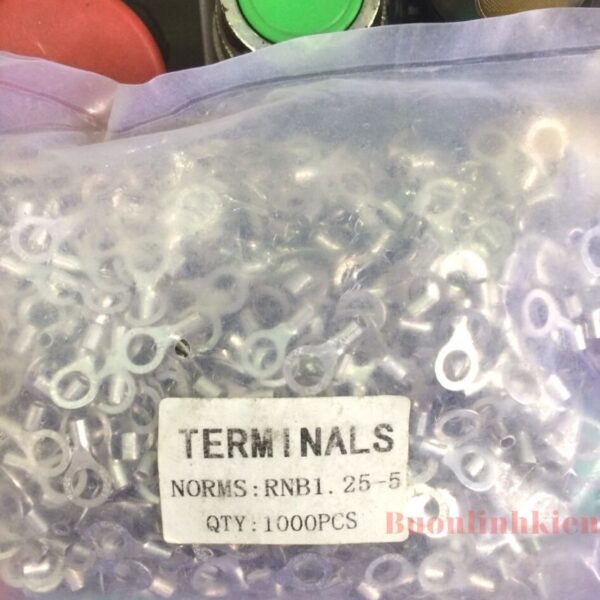 TERMINALS
NORMS:RNB1.25-5
QTY:1000PCS
Buoulinhkien